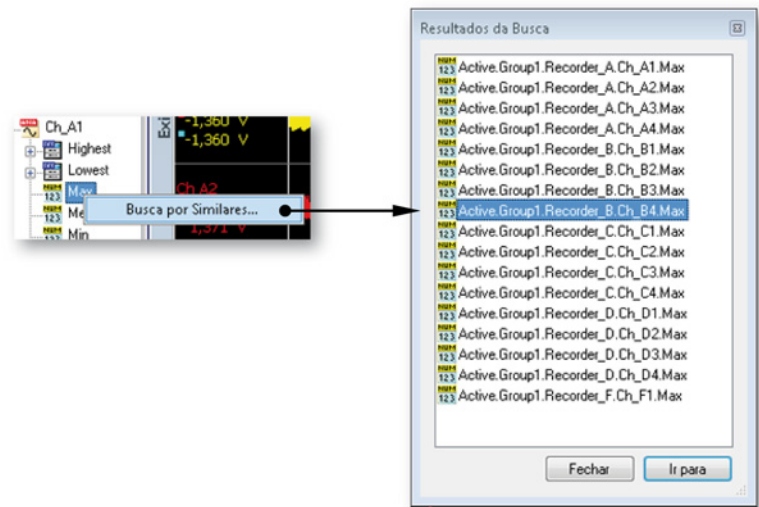 Ch_A1
Highest
Lowest
Max
Me
Min
Exi
-1,360 V
-1,360 V
Ch_A2
1,371 V
Busca por Similares...
Resultados da Busca
Active.Group1.Recorder_A.Ch_A1.Max
Active.Group1.Recorder_A.Ch_A2.Max
Active.Group1.Recorder_A.Ch_A3.Max
Active.Group1.Recorder_A.Ch_A4.Max
Active.Group1.Recorder_B.Ch_B1.Max
Active.Group1.Recorder_B.Ch_B2.Max
Active.Group1.Recorder_B.Ch_B3.Max
Active.Group1.Recorder_B.Ch_B4.Max
Active.Group1.Recorder_C.Ch_C1.Max
Active.Group1.Recorder_C.Ch_C2.Max
Active.Group1.Recorder_C.Ch_C3.Max
Active.Group1.Recorder_C.Ch_C4.Max
Active.Group1.Recorder_D.Ch_D1.Max
Active.Group1.Recorder_D.Ch_D2.Max
Active.Group1.Recorder_D.Ch_D3.Max
Active.Group1.Recorder_D.Ch_D4.Max
Active.Group1.Recorder_F.Ch_F1.Max
Fechar
Ir para